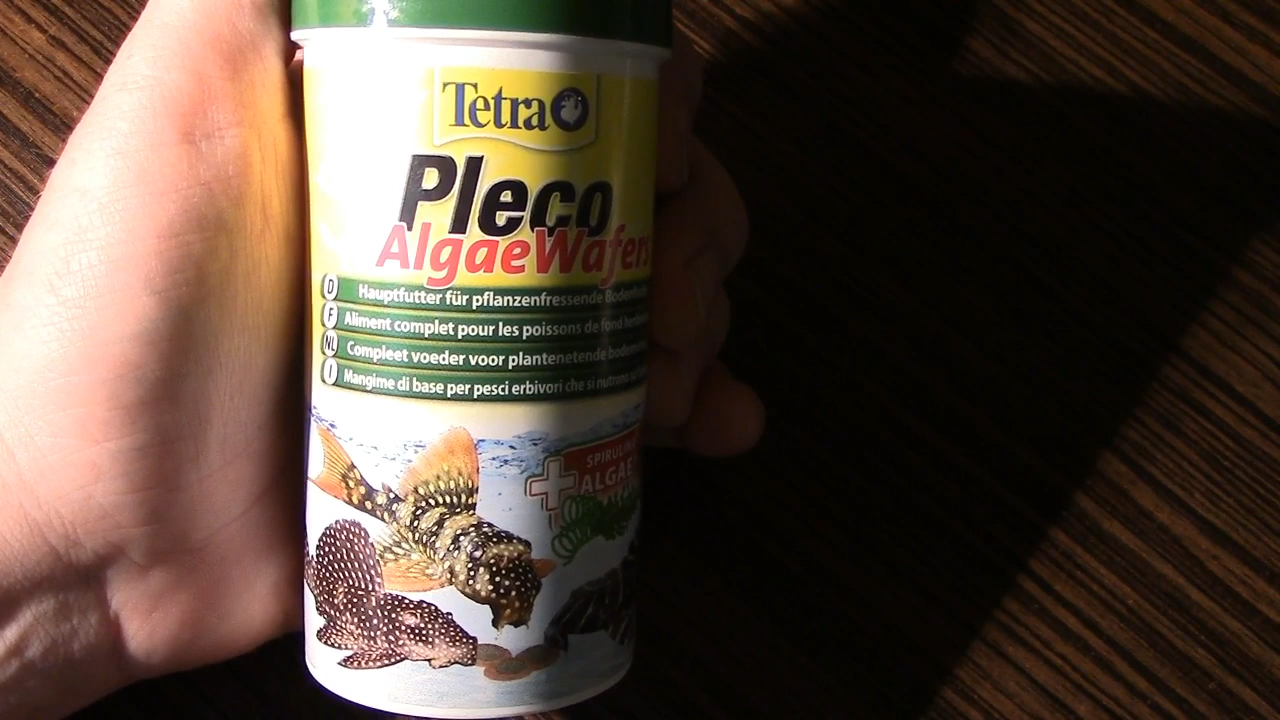 Tetra
Pleco
AlgaeWafers
D Hauptfutter für pflanzenfressende
F Aliment complet pour les poissons de fond
NL Compleet voeder voor plantenetende
I Mangime di base per pesci erbivori che si nutrono
SPIRULINA
ALGAE